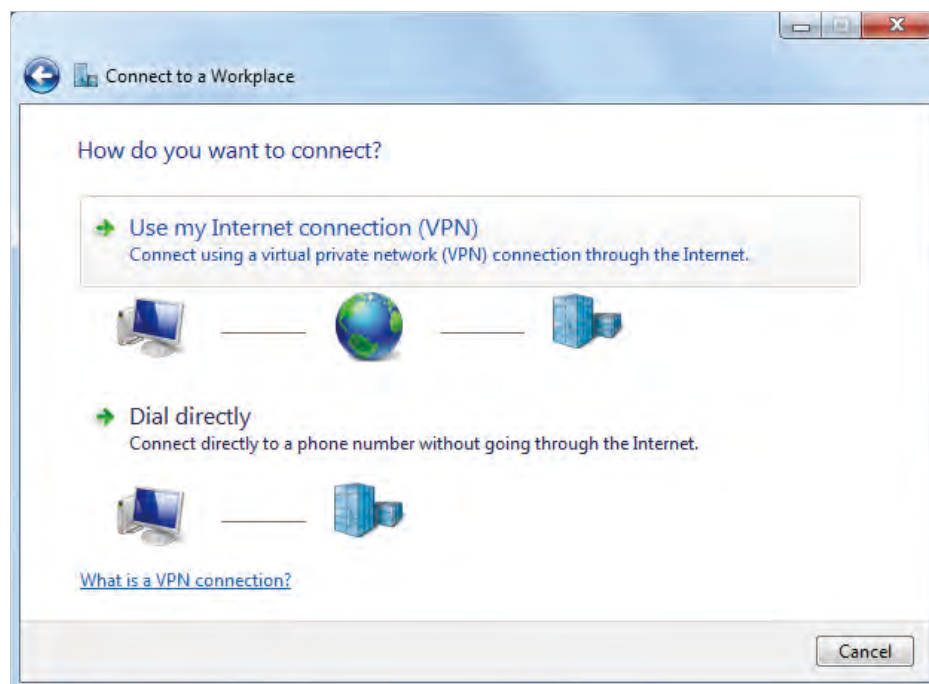 Connect to a Workplace
How do you want to connect?
Use my Internet connection (VPN)
Connect using a virtual private network (VPN) connection through the Internet.
Dial directly
Connect directly to a phone number without going through the Internet.
What is a VPN connection?
Cancel